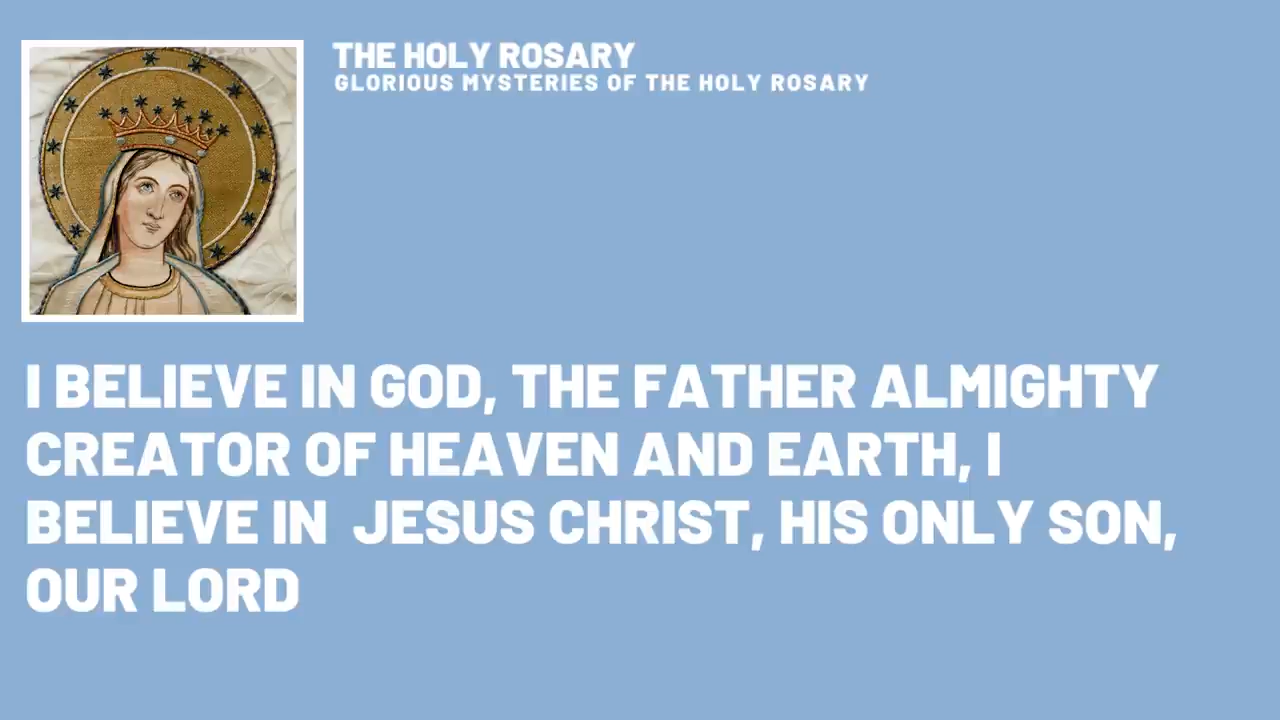 THE HOLY ROSARY
GLORIOUS MYSTERIES OF THE HOLY ROSARY
I BELIEVE IN GOD, THE FATHER ALMIGHTY
CREATOR OF HEAVEN AND EARTH, I
BELIEVE IN  JESUS CHRIST, HIS ONLY SON,
OUR LORD